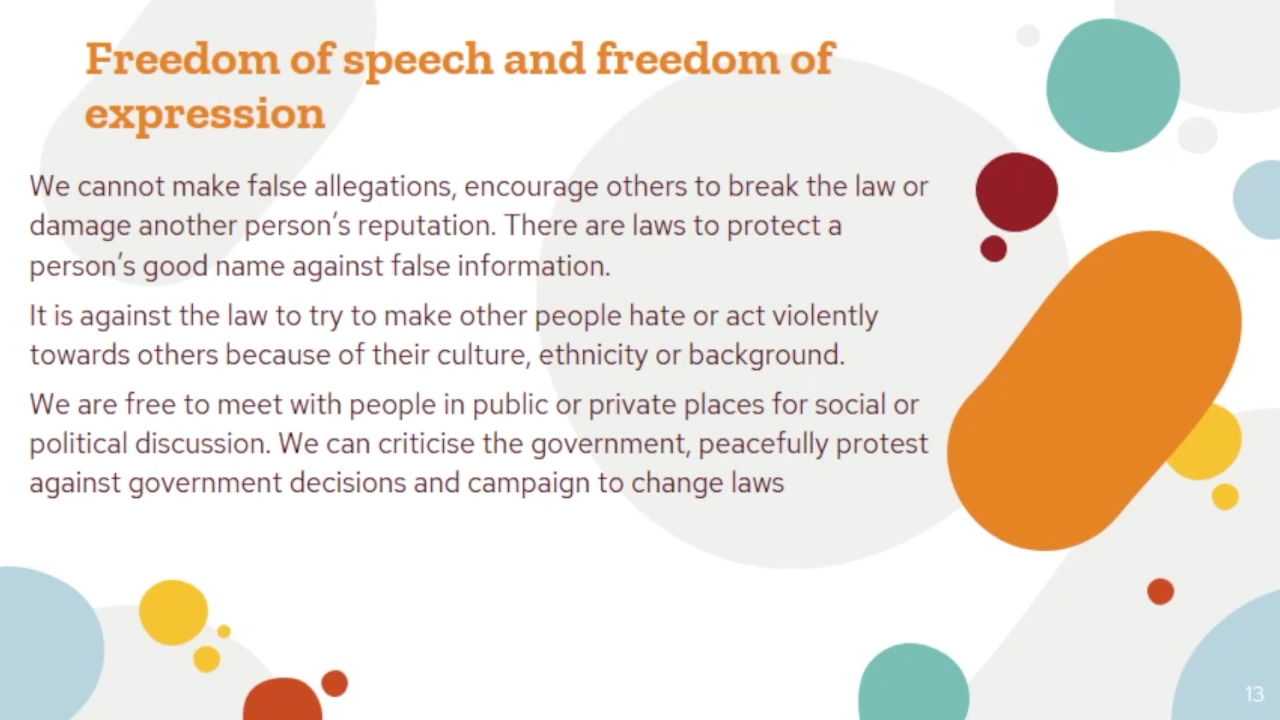 Freedom of speech and freedom of
expression
We cannot make false allegations, encourage others to break the law or
damage another person's reputation. There are laws to protect a
person's good name against false information.
It is against the law to try to make other people hate or act violently
towards others because of their culture, ethnicity or background.
We are free to meet with people in public or private places for social or
political discussion. We can criticise the government, peacefully protest
against government decisions and campaign to change laws
13